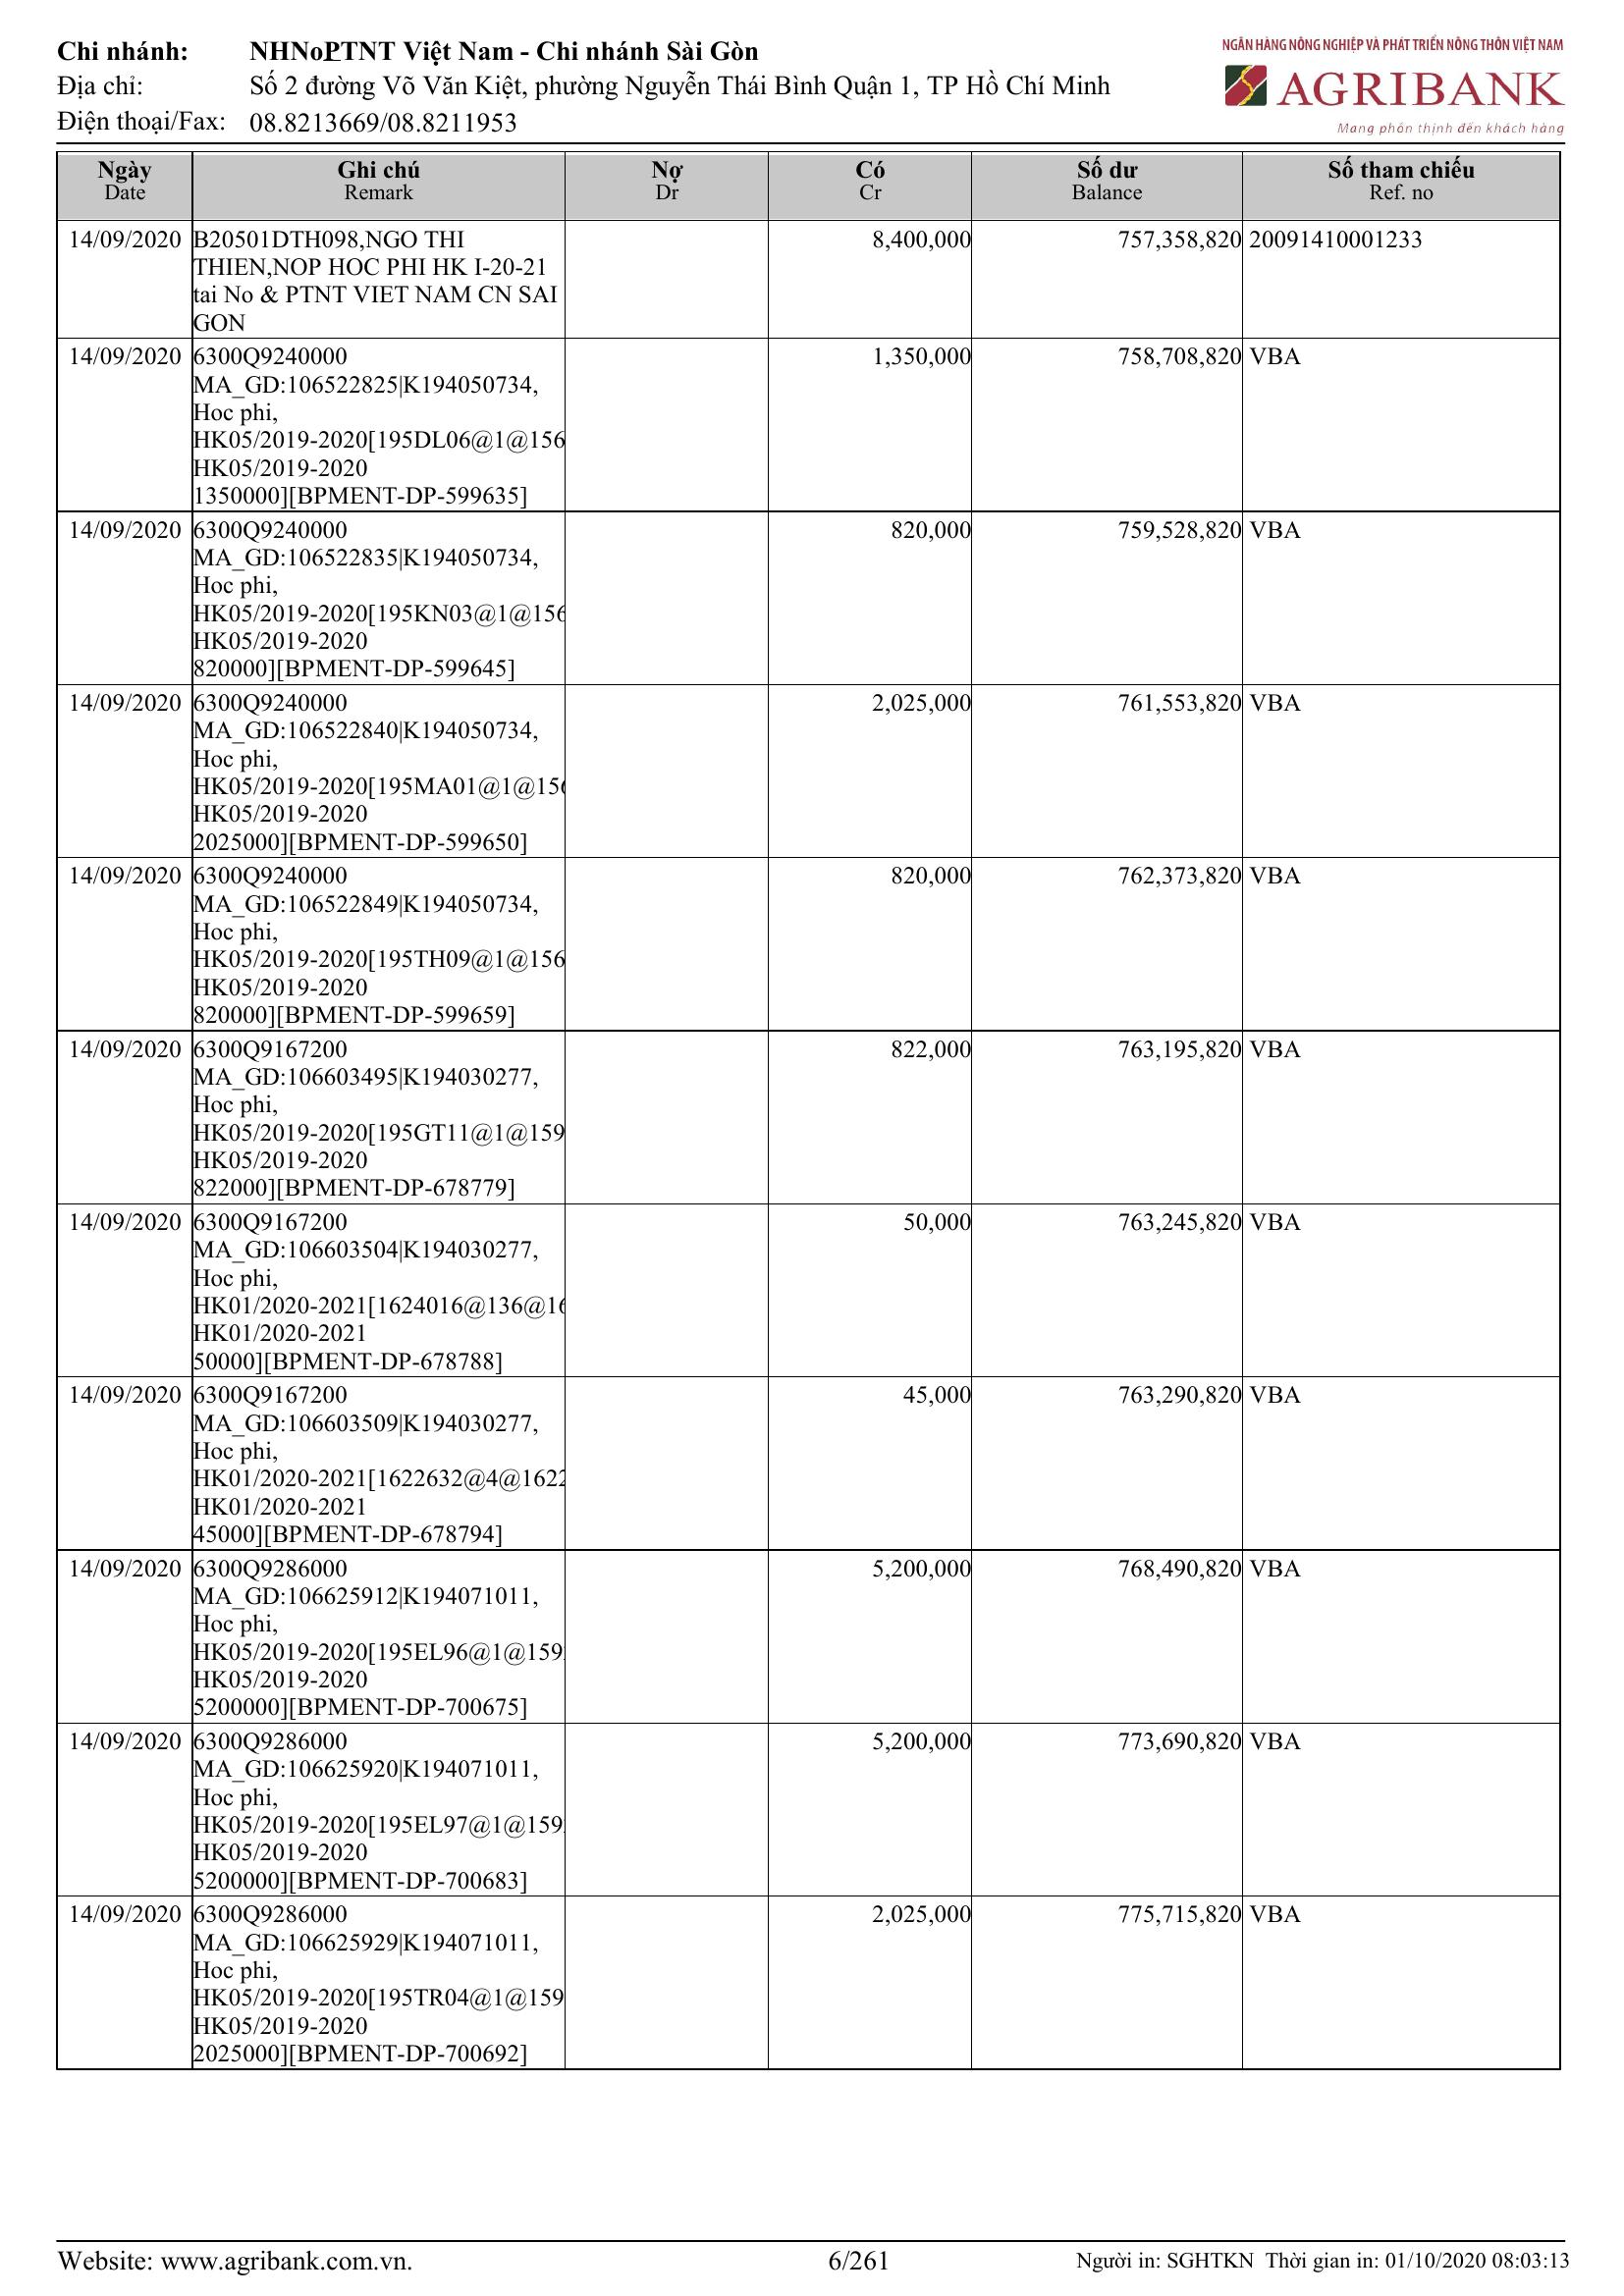 Chi nhánh: NHNoPTNT Việt Nam - Chi nhánh Sài Gòn
Địa chỉ: Số 2 đường Võ Văn Kiệt, phường Nguyễn Thái Bình Quận 1, TP Hồ Chí Minh
Điện thoại/Fax: 08.8213669/08.8211953
NGÂN HÀNG NÔNG NGHIỆP VÀ PHÁT TRIỂN NÔNG THÔN VIỆT NAM
AGRIBANK
Mang phồn thịnh đến khách hàng
Ngày Ghi chú Nợ Có Số dư Số tham chiếu
Date Remark Dr Cr Balance Ref. no
14/09/2020 B20501DTH098,NGO THI 8,400,000 757,358,820 20091410001233
THIEN,NOP HOC PHI HK I-20-21
tai No & PTNT VIET NAM CN SAI
GON
14/09/2020 6300Q9240000 1,350,000 758,708,820 VBA
MA_GD:106522825|K194050734,
Hoc phi,
HK05/2019-2020[195DL06@1@156
HK05/2019-2020
1350000][BPMENT-DP-599635]
14/09/2020 6300Q9240000 820,000 759,528,820 VBA
MA_GD:106522835|K194050734,
Hoc phi,
HK05/2019-2020[195KN03@1@156
HK05/2019-2020
820000][BPMENT-DP-599645]
14/09/2020 6300Q9240000 2,025,000 761,553,820 VBA
MA_GD:106522840|K194050734,
Hoc phi,
HK05/2019-2020[195MA01@1@156
HK05/2019-2020
2025000][BPMENT-DP-599650]
14/09/2020 6300Q9240000 820,000 762,373,820 VBA
MA_GD:106522849|K194050734,
Hoc phi,
HK05/2019-2020[195TH09@1@156
HK05/2019-2020
820000][BPMENT-DP-599659]
14/09/2020 6300Q9167200 822,000 763,195,820 VBA
MA_GD:106603495|K194030277,
Hoc phi,
HK05/2019-2020[195GT11@1@159
HK05/2019-2020
822000][BPMENT-DP-678779]
14/09/2020 6300Q9167200 50,000 763,245,820 VBA
MA_GD:106603504|K194030277,
Hoc phi,
HK01/2020-2021[1624016@136@16
HK01/2020-2021
50000][BPMENT-DP-678788]
14/09/2020 6300Q9167200 45,000 763,290,820 VBA
MA_GD:106603509|K194030277,
Hoc phi,
HK01/2020-2021[1622632@4@1622
HK01/2020-2021
45000][BPMENT-DP-678794]
14/09/2020 6300Q9286000 5,200,000 768,490,820 VBA
MA_GD:106625912|K194071011,
Hoc phi,
HK05/2019-2020[195EL96@1@159
HK05/2019-2020
5200000][BPMENT-DP-700675]
14/09/2020 6300Q9286000 5,200,000 773,690,820 VBA
MA_GD:106625920|K194071011,
Hoc phi,
HK05/2019-2020[195EL97@1@159
HK05/2019-2020
5200000][BPMENT-DP-700683]
14/09/2020 6300Q9286000 2,025,000 775,715,820 VBA
MA_GD:106625929|K194071011,
Hoc phi,
HK05/2019-2020[195TR04@1@159
HK05/2019-2020
2025000][BPMENT-DP-700692]
Website: www.agribank.com.vn. 6/261 Người in: SGHTKN Thời gian in: 01/10/2020 08:03:13